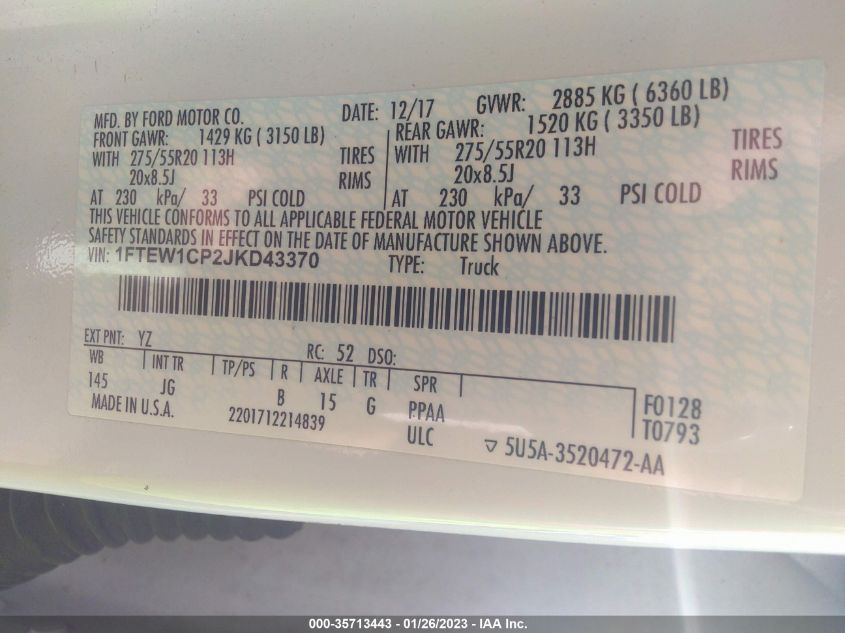 MFD. BY FORD MOTOR CO. DATE: 12/17 GVWR: 2885 KG ( 6360 LB)
FRONT GAWR: 1429 KG ( 3150 LB) REAR GAWR: 1520 KG ( 3350 LB)
WITH 275/55R20 113H TIRES WITH 275/55R20 113H TIRES
20x8.5J RIMS 20x8.5J RIMS
AT 230 kPa/ 33 PSI COLD AT 230 kPa/ 33 PSI COLD
THIS VEHICLE CONFORMS TO ALL APPLICABLE FEDERAL MOTOR VEHICLE
SAFETY STANDARDS IN EFFECT ON THE DATE OF MANUFACTURE SHOWN ABOVE.
VIN: 1FTEW1CP2JKD43370 TYPE: Truck
EXT PNT: YZ RC: 52 DSO:
WB INT TR TP/PS R AXLE TR SPR
145 JG B 15 G PPAA F0128
MADE IN U.S.A. 2201712214839 ULC T0793
5U5A-3520472-AA
000-35713443 - 01/26/2023 - IAA Inc.